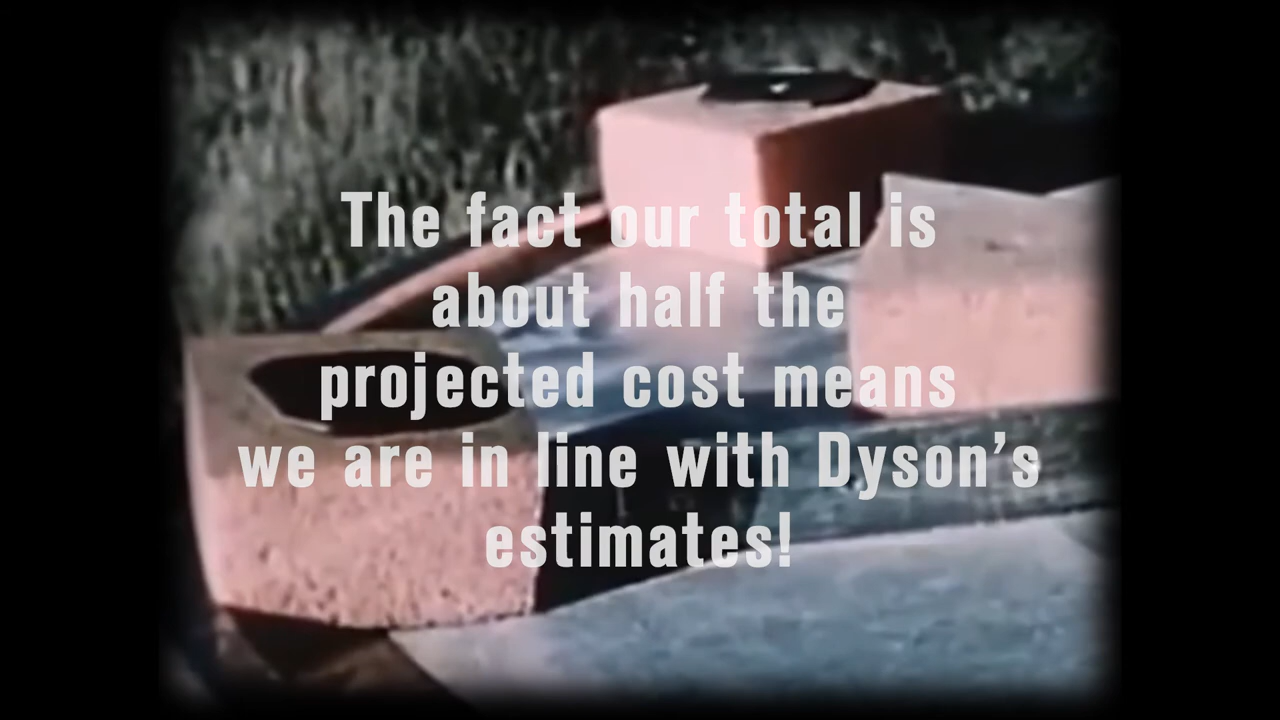 The fact our total is
about half the
projected cost means
we are in line with Dyson’s
estimates!